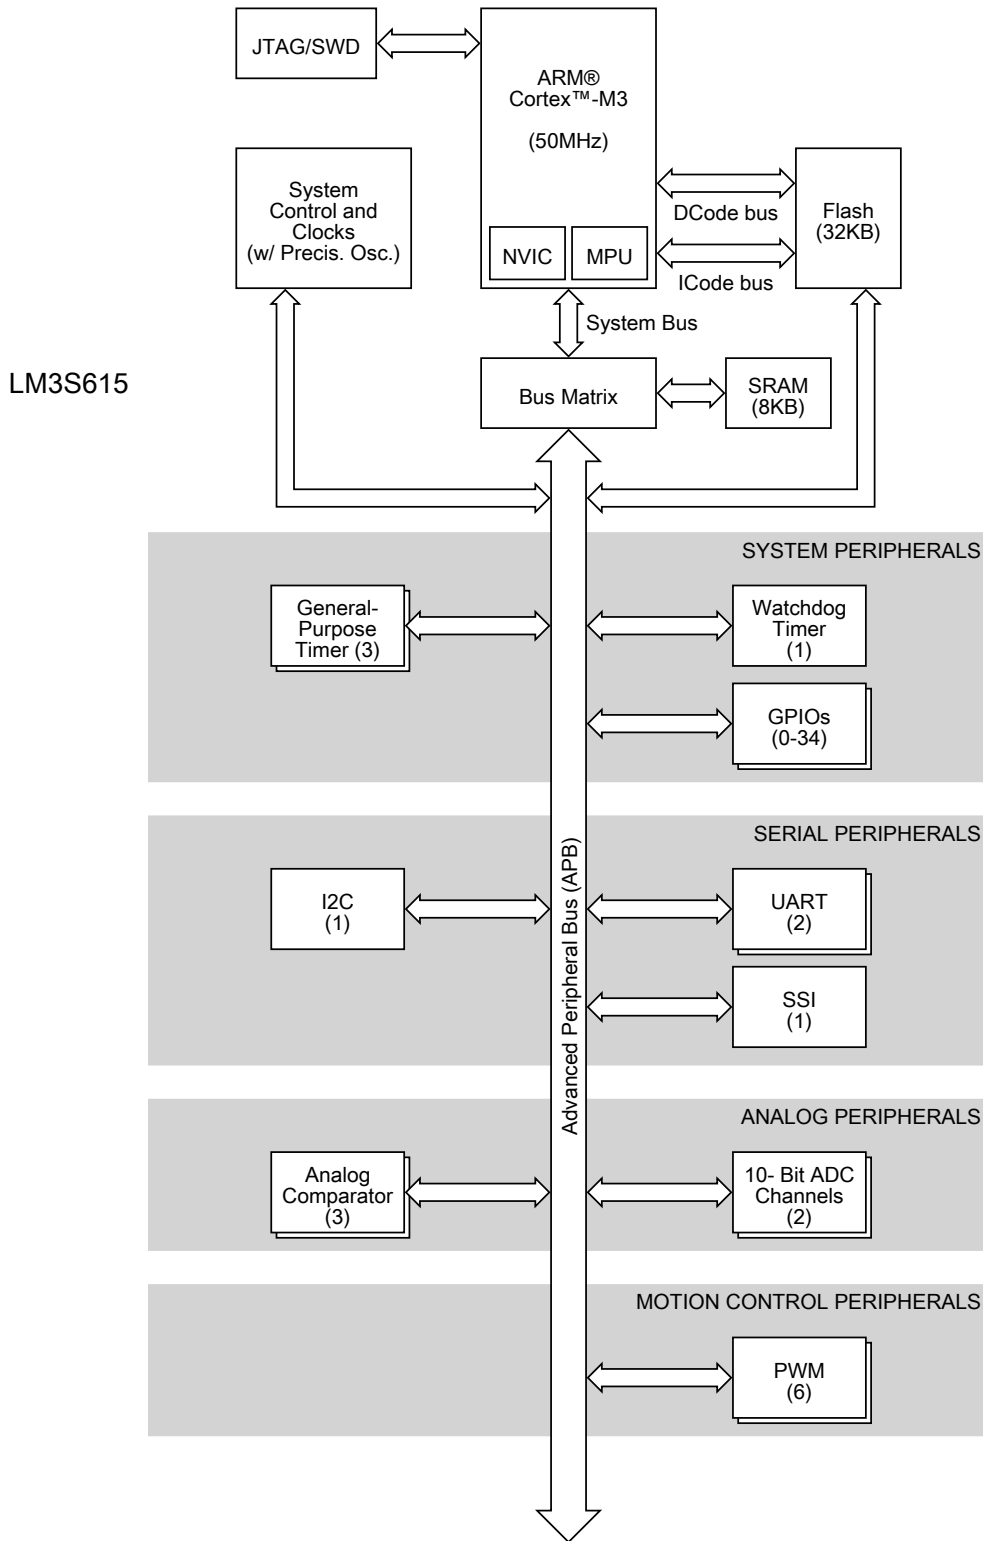 JTAG/SWD
ARM®
Cortex™-M3
(50MHz)
NVIC
MPU
System
Control and
Clocks
(w/ Precis. Osc.)
DCode bus
ICode bus
Flash
(32KB)
System Bus
LM3S615
Bus Matrix
SRAM
(8KB)
SYSTEM PERIPHERALS
General-
Purpose
Timer (3)
Watchdog
Timer
(1)
GPIOs
(0-34)
Advanced Peripheral Bus (APB)
SERIAL PERIPHERALS
I2C
(1)
UART
(2)
SSI
(1)
ANALOG PERIPHERALS
Analog
Comparator
(3)
10- Bit ADC
Channels
(2)
MOTION CONTROL PERIPHERALS
PWM
(6)